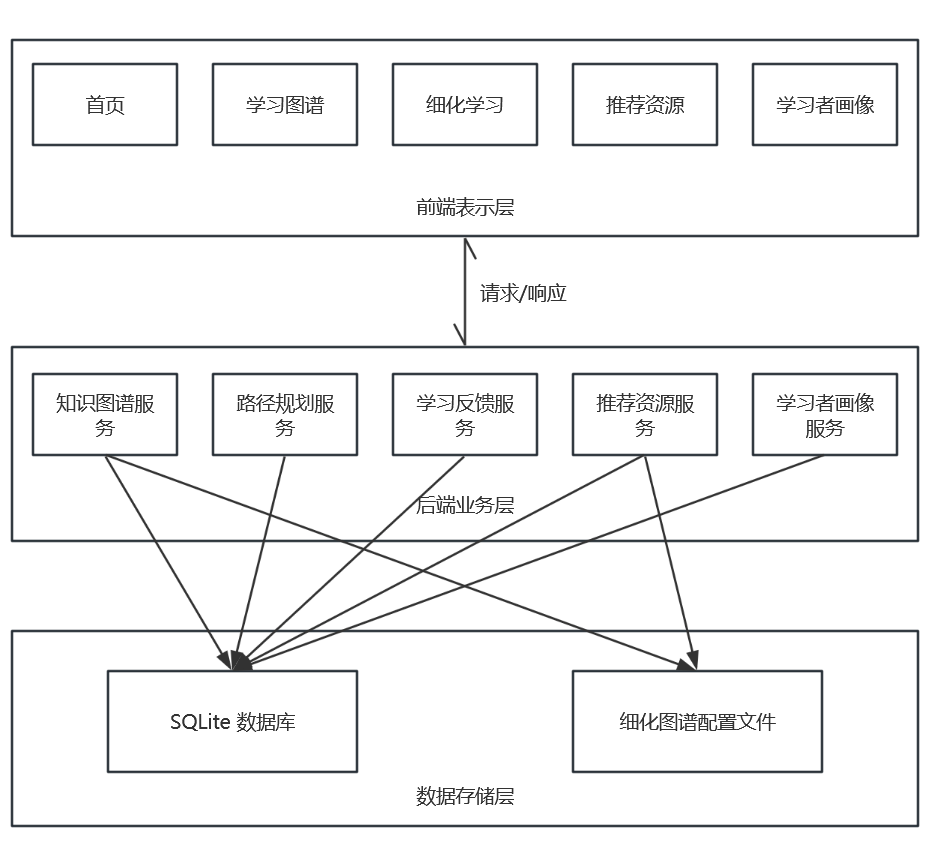 首页
学习图谱
细化学习
推荐资源
学习者画像
前端表示层
请求/响应
知识图谱服
务
路径规划服
务
学习反馈服
务
推荐资源服
务
学习者画像
服务
后端业务层
SQLite 数据库
细化图谱配置文件
数据存储层